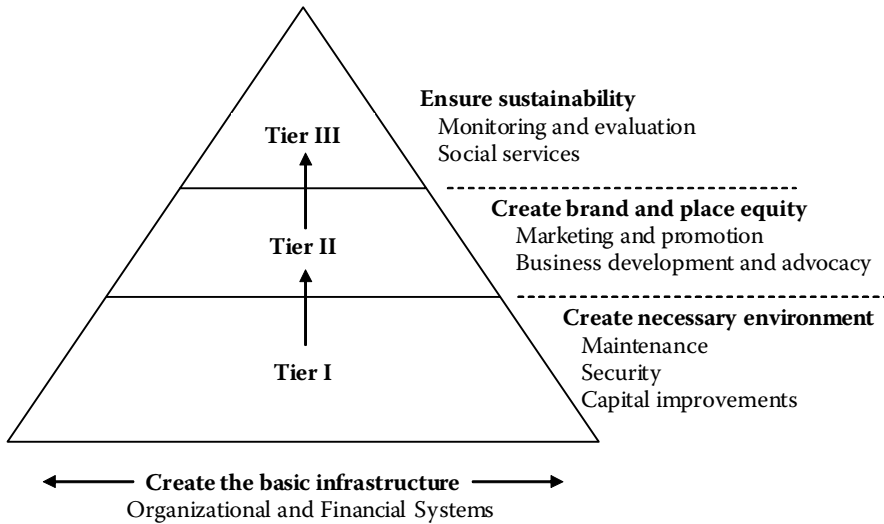 Tier III
Ensure sustainability
Monitoring and evaluation
Social services
Tier II
Create brand and place equity
Marketing and promotion
Business development and advocacy
Tier I
Create necessary environment
Maintenance
Security
Capital improvements
Create the basic infrastructure
Organizational and Financial Systems